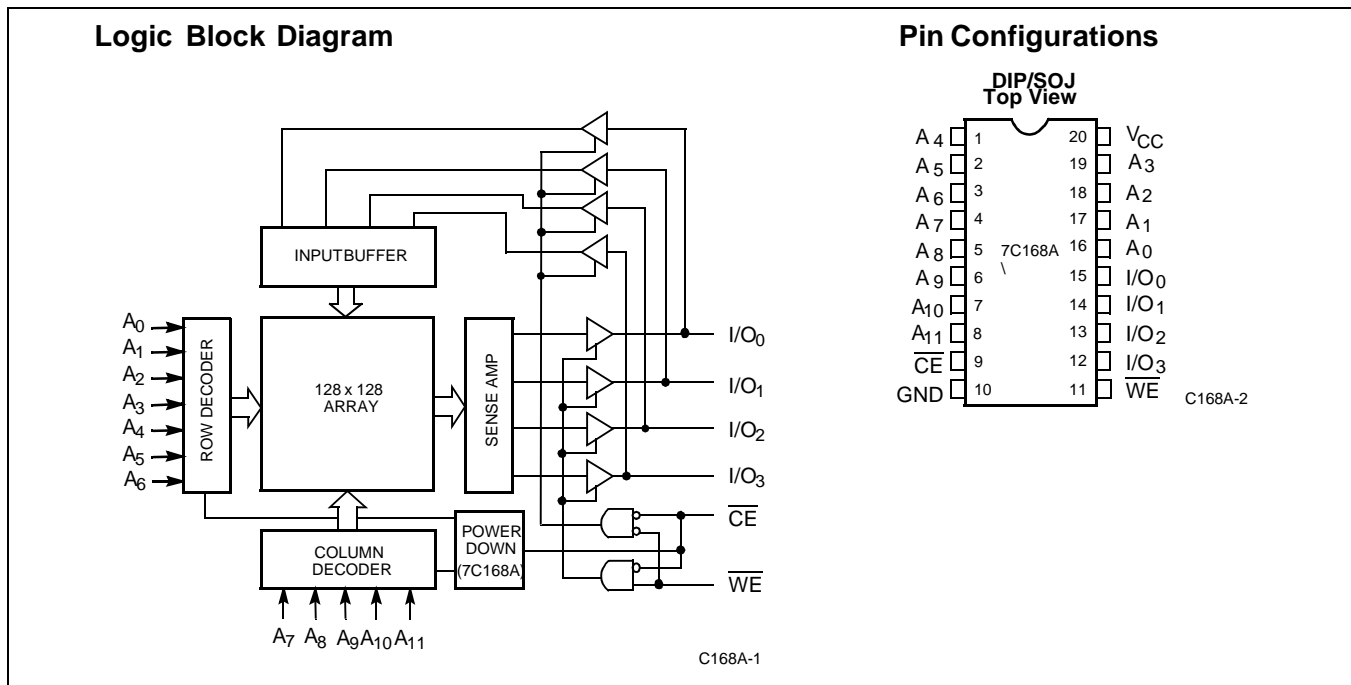 Logic Block Diagram
INPUTBUFFER
A0
A1
A2
A3
A4
A5
A6
ROW DECODER
128 x 128
ARRAY
SENSE AMP
I/O0
I/O1
I/O2
I/O3
CE
WE
COLUMN
DECODER
POWER
DOWN
(7C168A)
A7 A8 A9 A10 A11
C168A-1
Pin Configurations
DIP/SOJ
Top View
A4 1 20 VCC
A5 2 19 A3
A6 3 18 A2
A7 4 17 A1
A8 5 7C168A 16 A0
A9 6 \ 15 I/O0
A10 7 14 I/O1
A11 8 13 I/O2
CE 9 12 I/O3
GND 10 11 WE
C168A-2